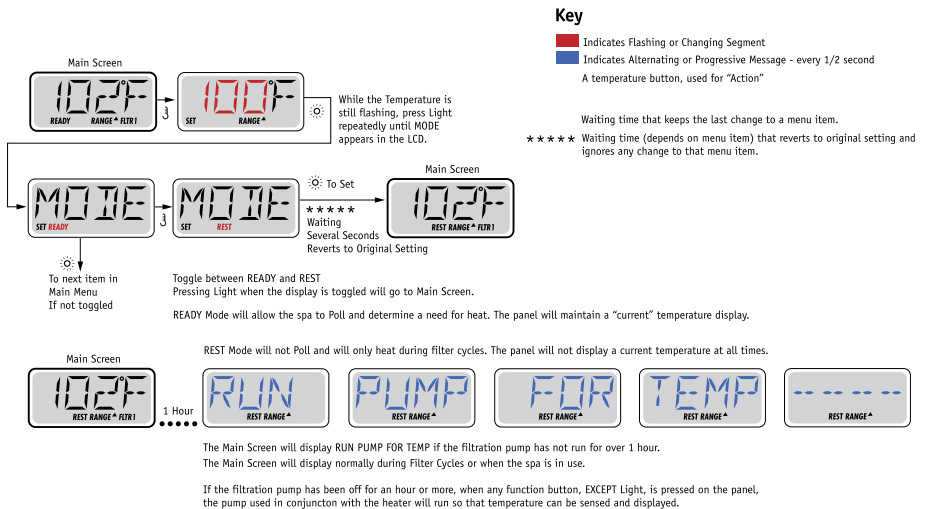 Key
Indicates Flashing or Changing Segment
Indicates Alternating or Progressive Message - every 1/2 second
A temperature button, used for “Action”
Waiting time that keeps the last change to a menu item.
***** Waiting time (depends on menu item) that reverts to original setting and
ignores any change to that menu item.
Main Screen
102°F
READY RANGE FLTR1
100°F
SET RANGE
While the Temperature is
still flashing, press Light
repeatedly until MODE
appears in the LCD.
MODE
SET READY
MODE
SET REST
To Set
*****
Waiting
Several Seconds
Reverts to Original Setting
Main Screen
102°F
REST RANGE FLTR1
To next item in
Main Menu
If not toggled
Toggle between READY and REST
Pressing Light when the display is toggled will go to Main Screen.
READY Mode will allow the spa to Poll and determine a need for heat. The panel will maintain a “current” temperature display.
REST Mode will not Poll and will only heat during filter cycles. The panel will not display a current temperature at all times.
Main Screen
102°F
REST RANGE FLTR1
1 Hour
RUN
REST RANGE
PUMP
REST RANGE
FOR
REST RANGE
TEMP
REST RANGE
-- -- -- --
REST RANGE
The Main Screen will display RUN PUMP FOR TEMP if the filtration pump has not run for over 1 hour.
The Main Screen will display normally during Filter Cycles or when the spa is in use.
If the filtration pump has been off for an hour or more, when any function button, EXCEPT Light, is pressed on the panel,
the pump used in conjuncton with the heater will run so that temperature can be sensed and displayed.